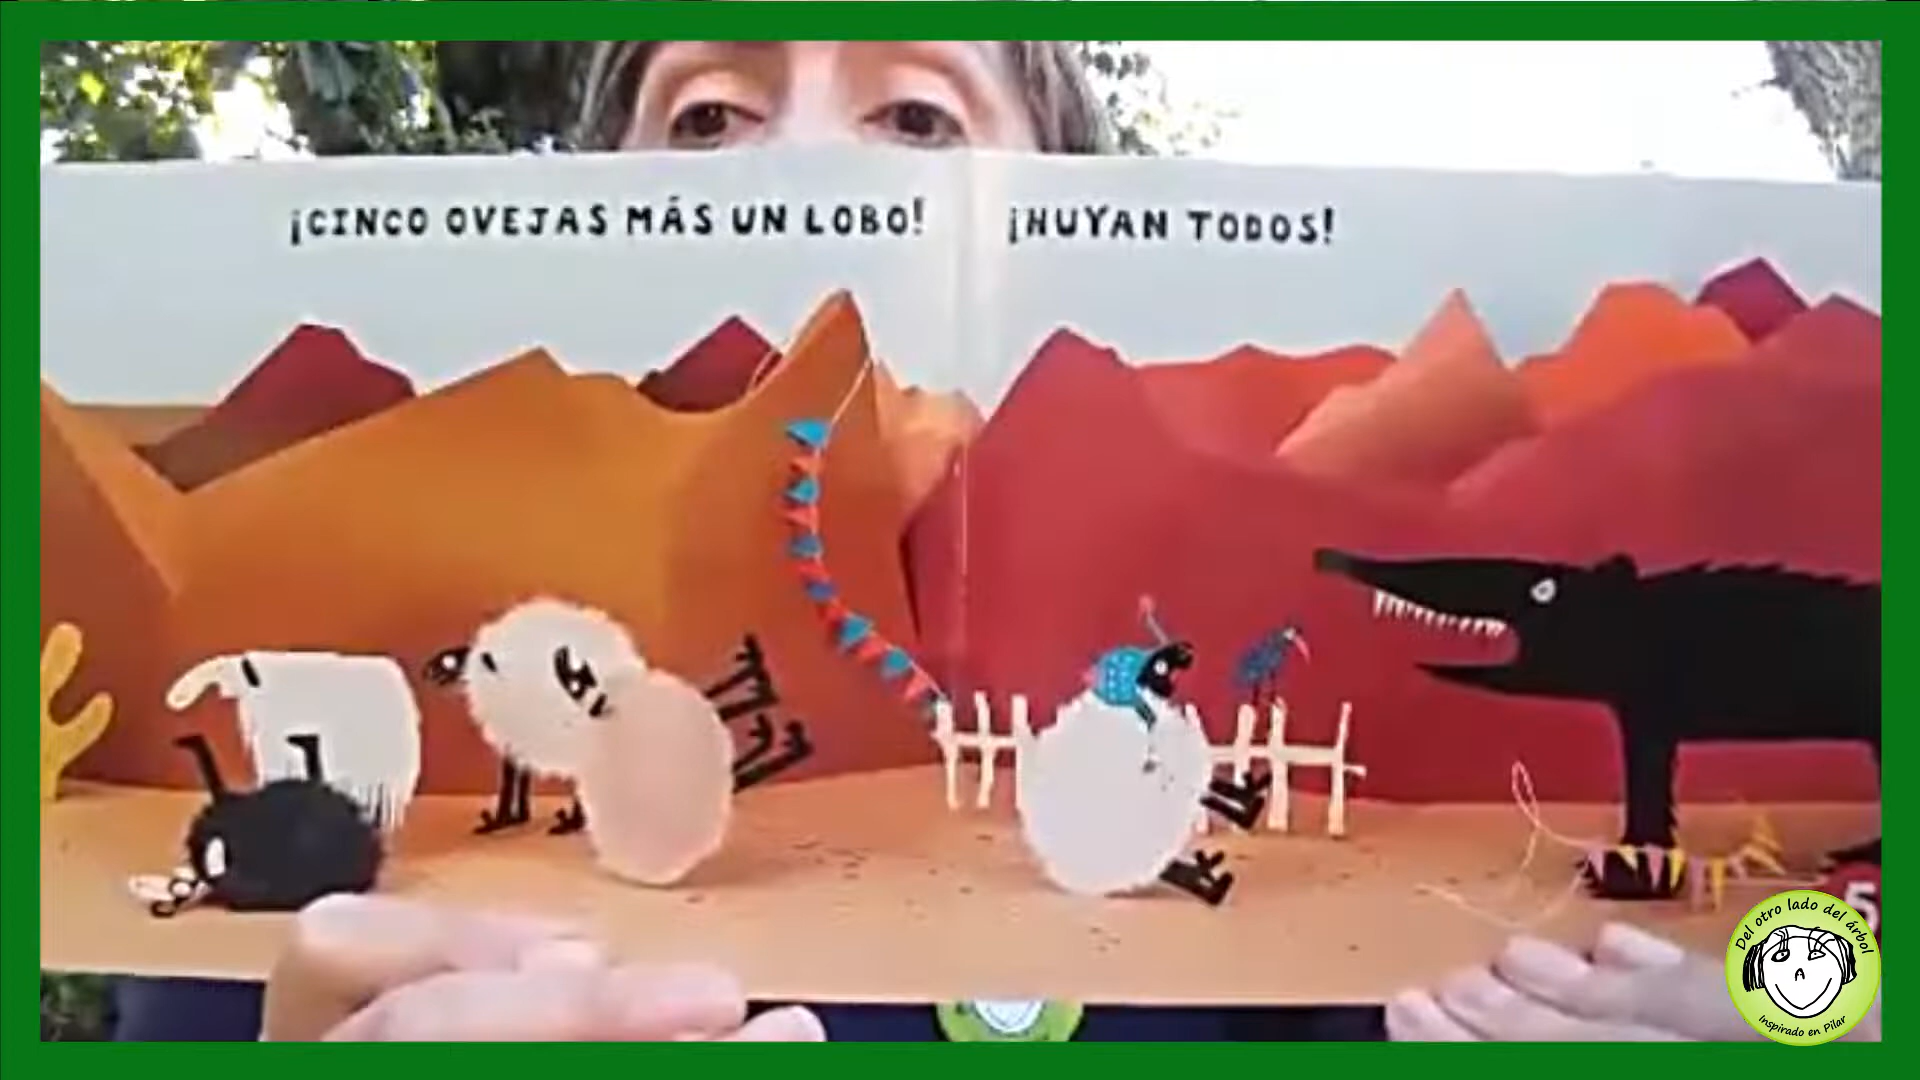 ¡CINCO OVEJAS MÁS UN LOBO!
¡HUYAN TODOS!
5
Del otro lado del árbol
Inspirado en Pilar